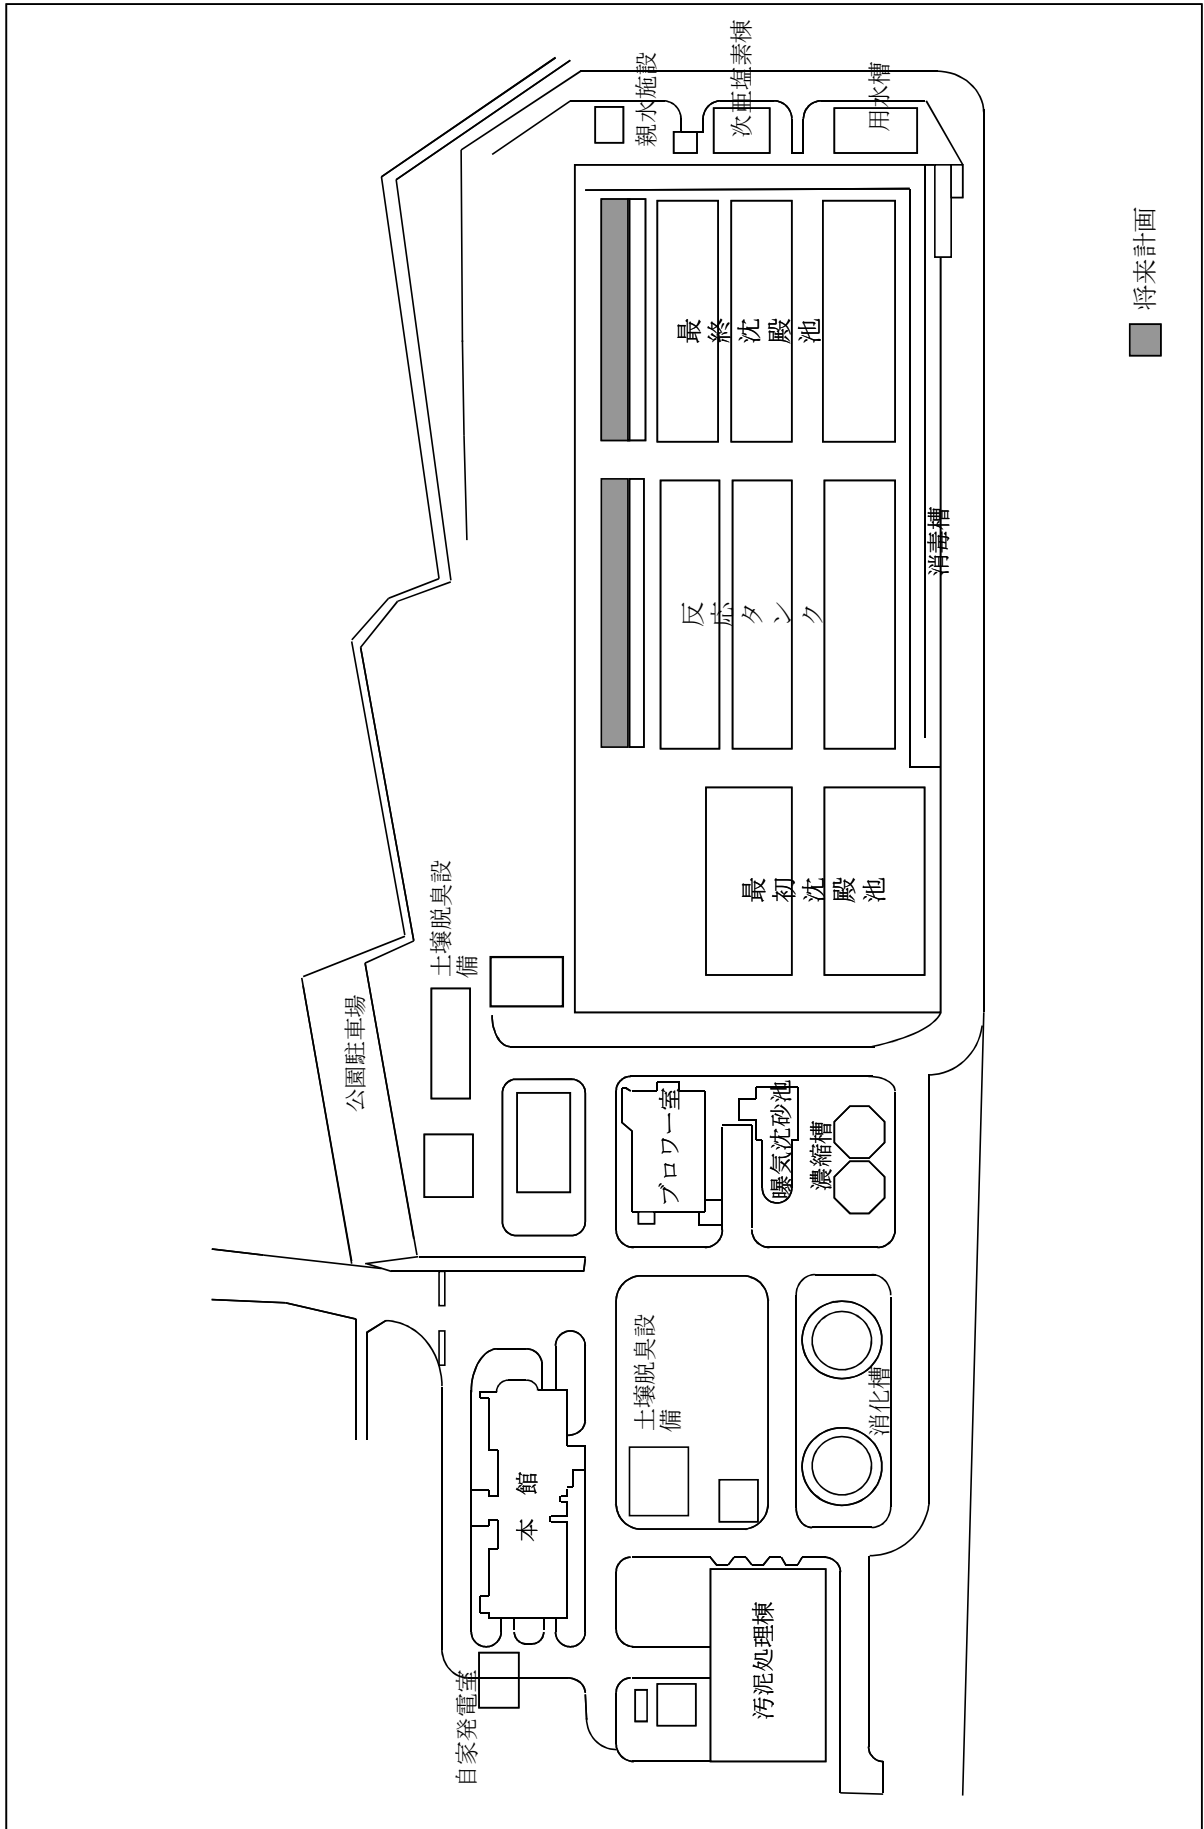 親水施設
次亜塩素棟
用水槽
将来計画
最終沈殿池
消毒槽
反応タンク
最初沈殿池
土壌脱臭設
備
公園駐車場
ブロワー室
曝気沈砂池
濃縮槽
土壌脱臭設
備
消化槽
本館
汚泥処理棟
自家発電室